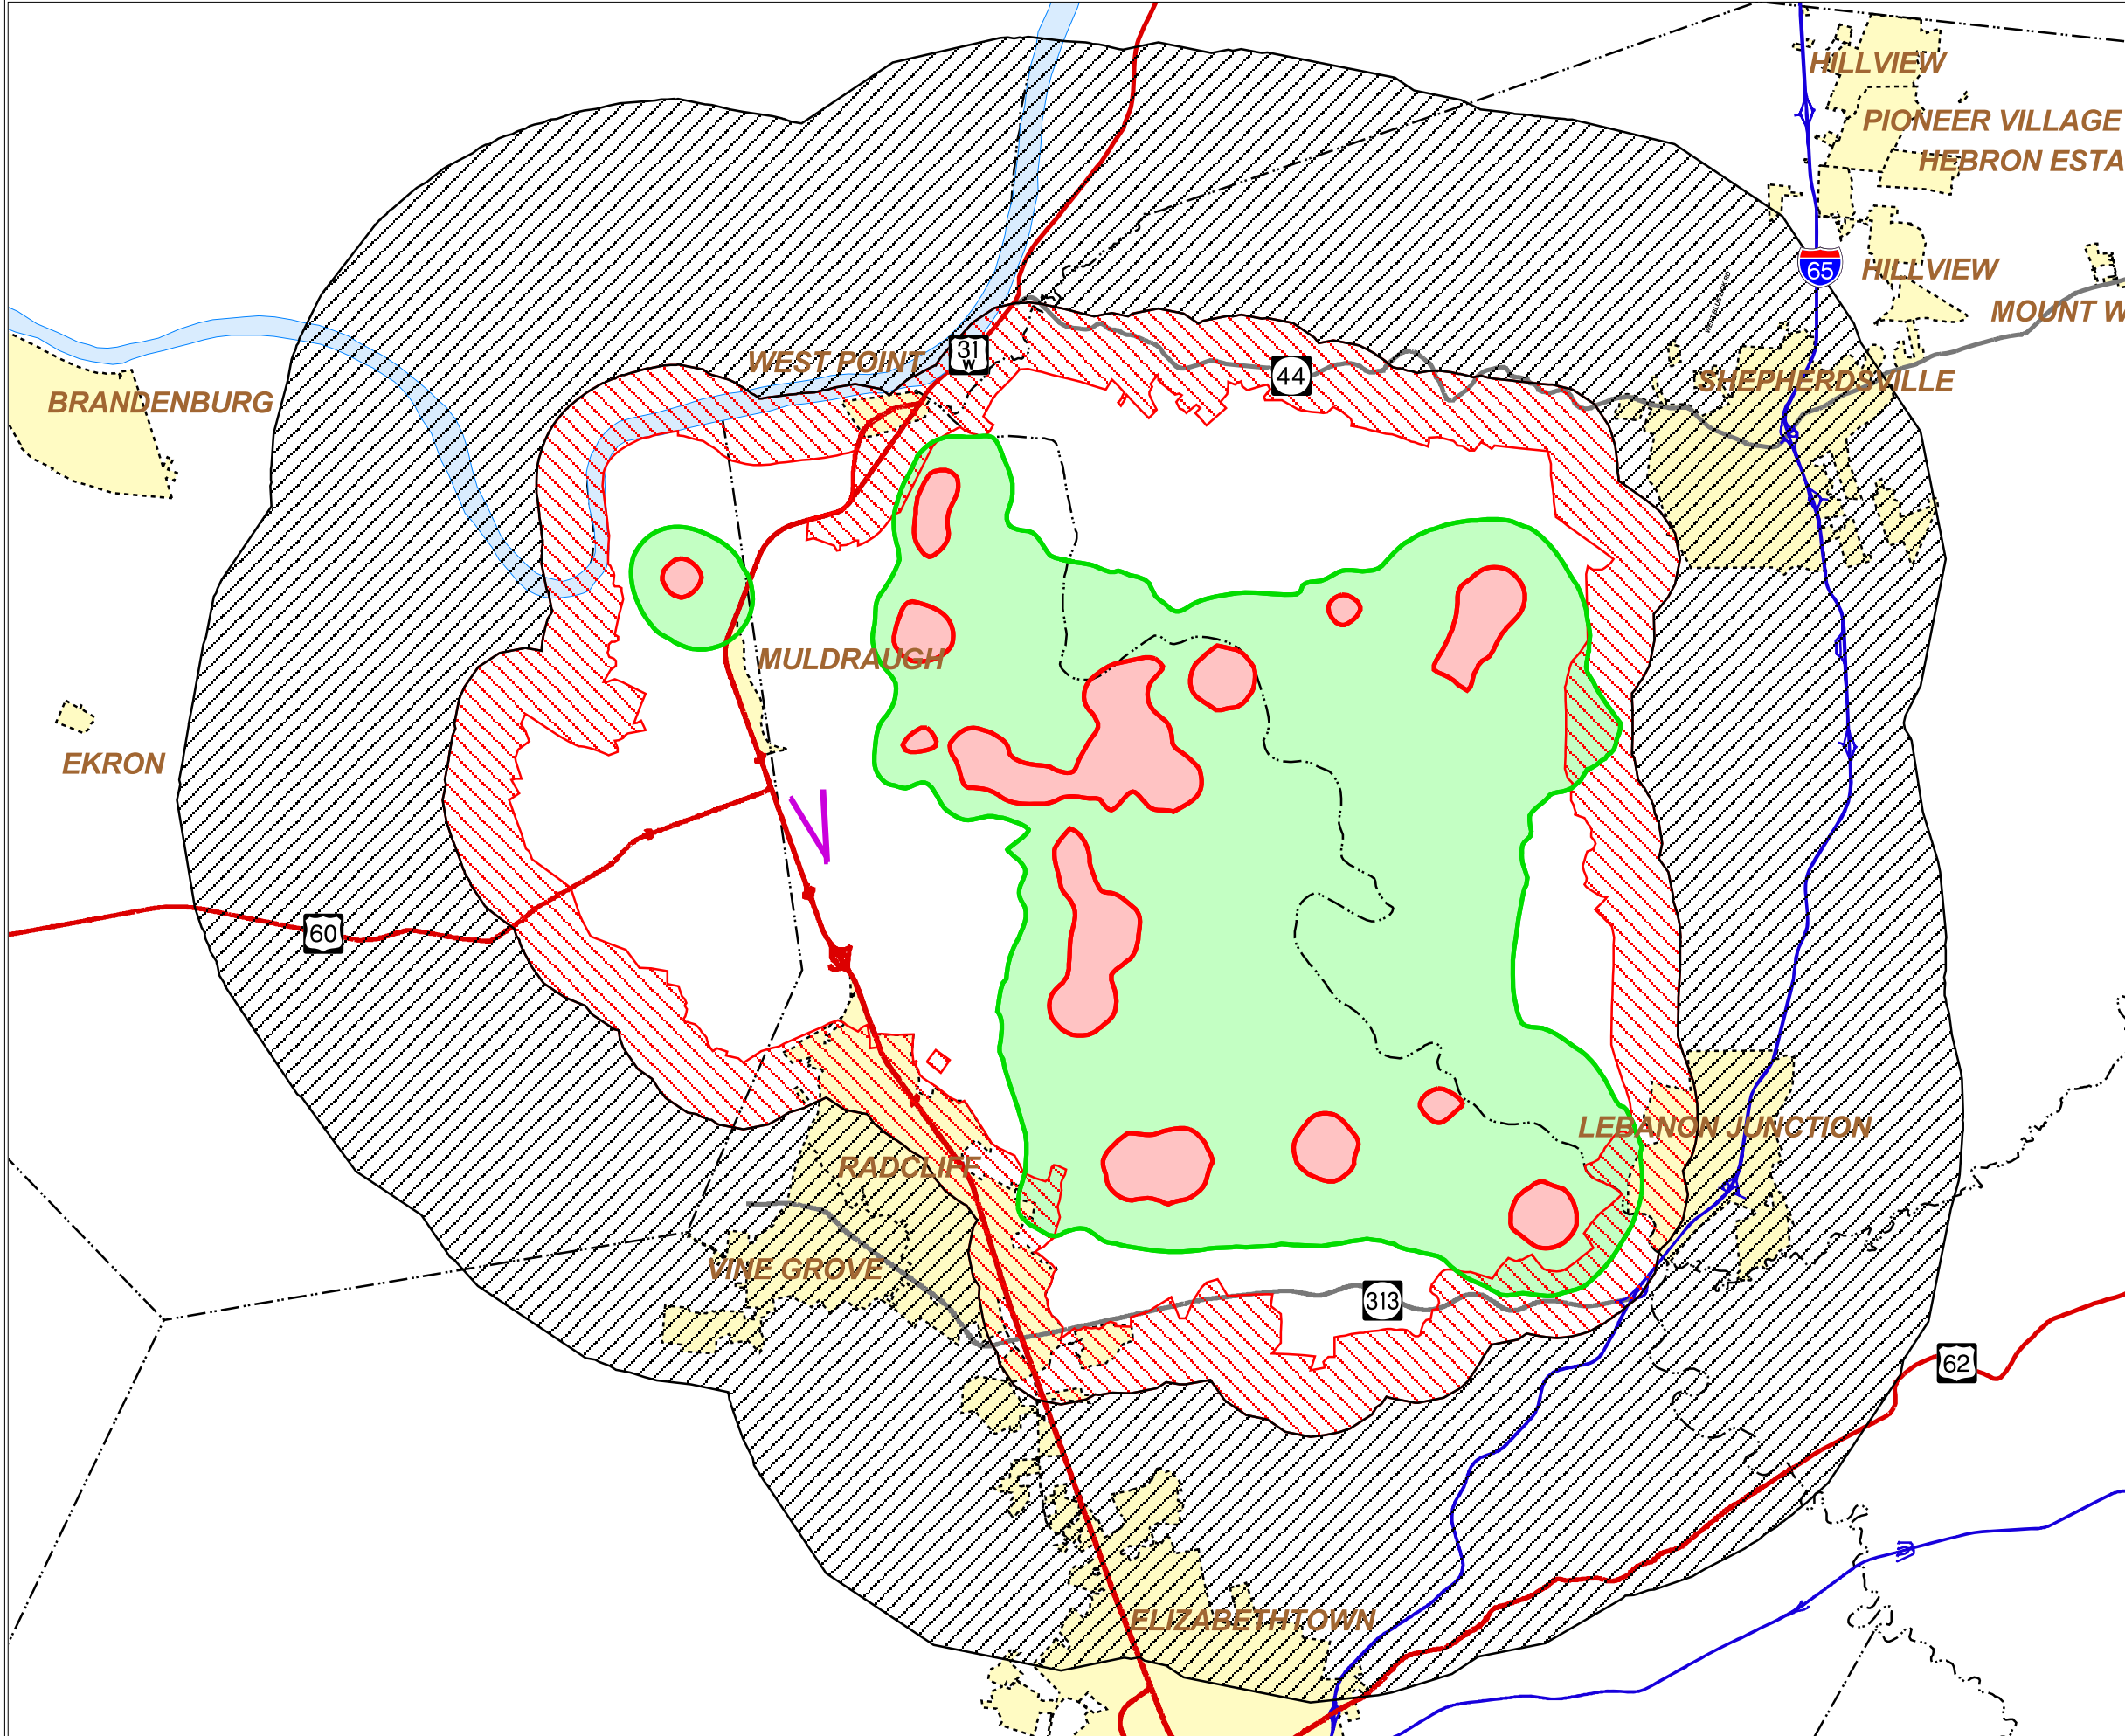 HILLVIEW
PIONEER VILLAGE
HEBRON ESTA
65
HILLVIEW
MOUNT W
WEST POINT
31
W
44
SHEPHERDSVILLE
BRANDENBURG
MULDRAUGH
EKRON
60
LEBANON JUNCTION
RADCLIFF
VINE GROVE
313
62
ELIZABETHTOWN